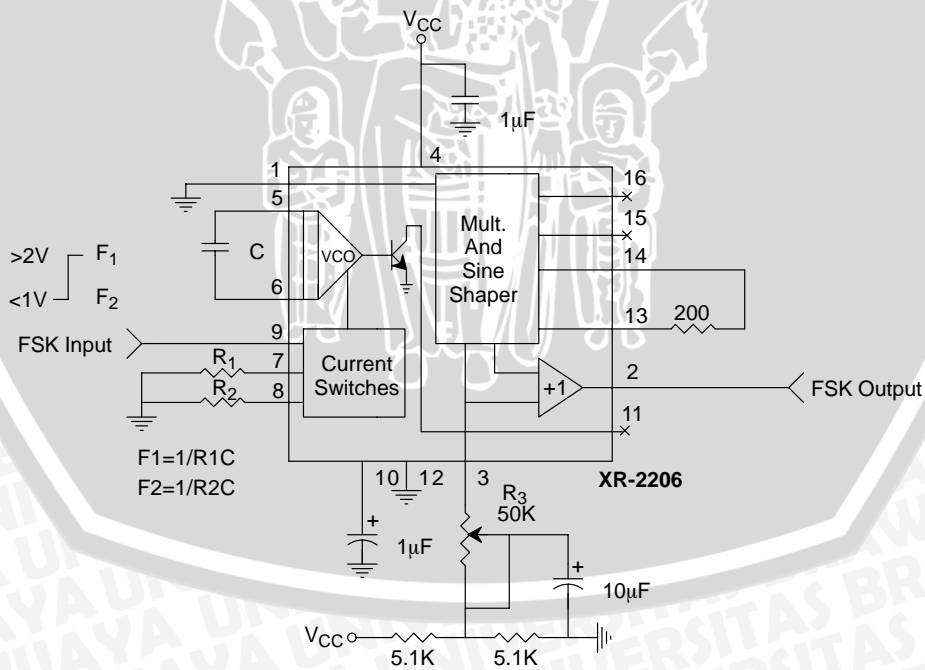 VCC
1µF
4
1
16
5
15
Mult.
And
Sine
Shaper
14
>2V
F1
C
VCO
<1V
F2
6
13
200
FSK Input
9
R1
7
Current
Switches
2
+1
FSK Output
R2
8
11
F1=1/R1C
F2=1/R2C
10
12
3
XR-2206
R3
50K
+
1µF
+
10µF
VCC
5.1K
5.1K